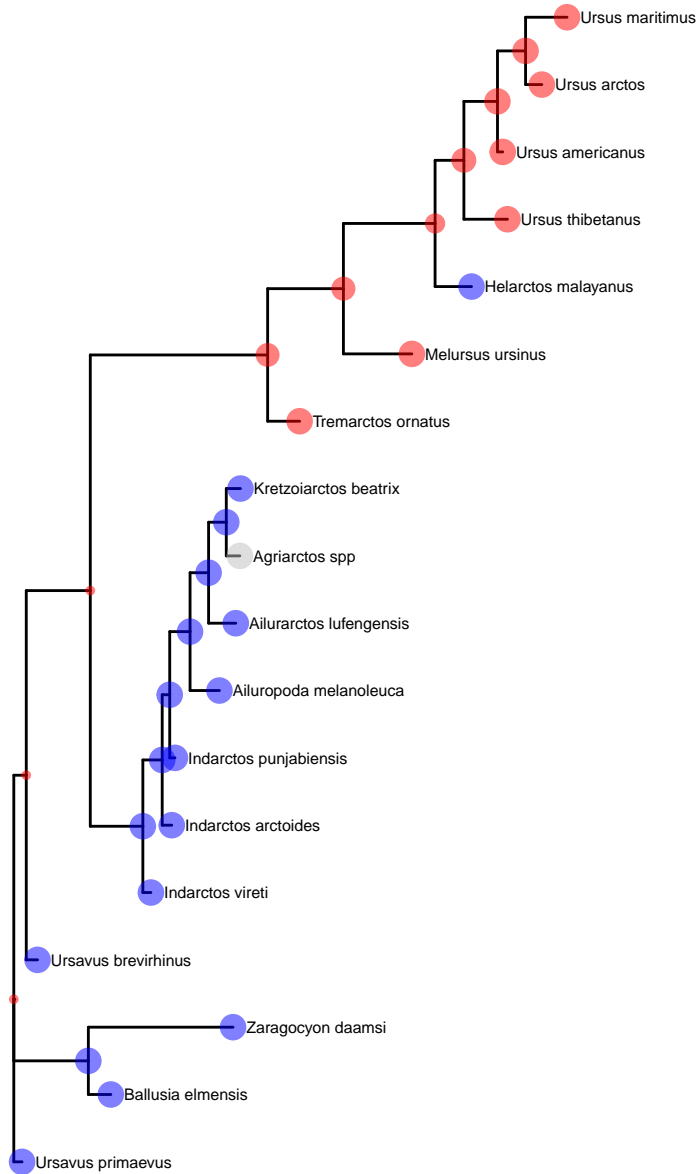 Ursus maritimus
Ursus arctos
Ursus americanus
Ursus thibetanus
Helarctos malayanus
Melursus ursinus
Tremarctos ornatus
Kretzoiarctos beatrix
Agriarctos spp
Ailurarctos lufengensis
Ailuropoda melanoleuca
Indarctos punjabiensis
Indarctos arctoides
Indarctos vireti
Ursavus brevirhinus
Zaragocyon daamsi
Ballusia elmensis
Ursavus primaevus